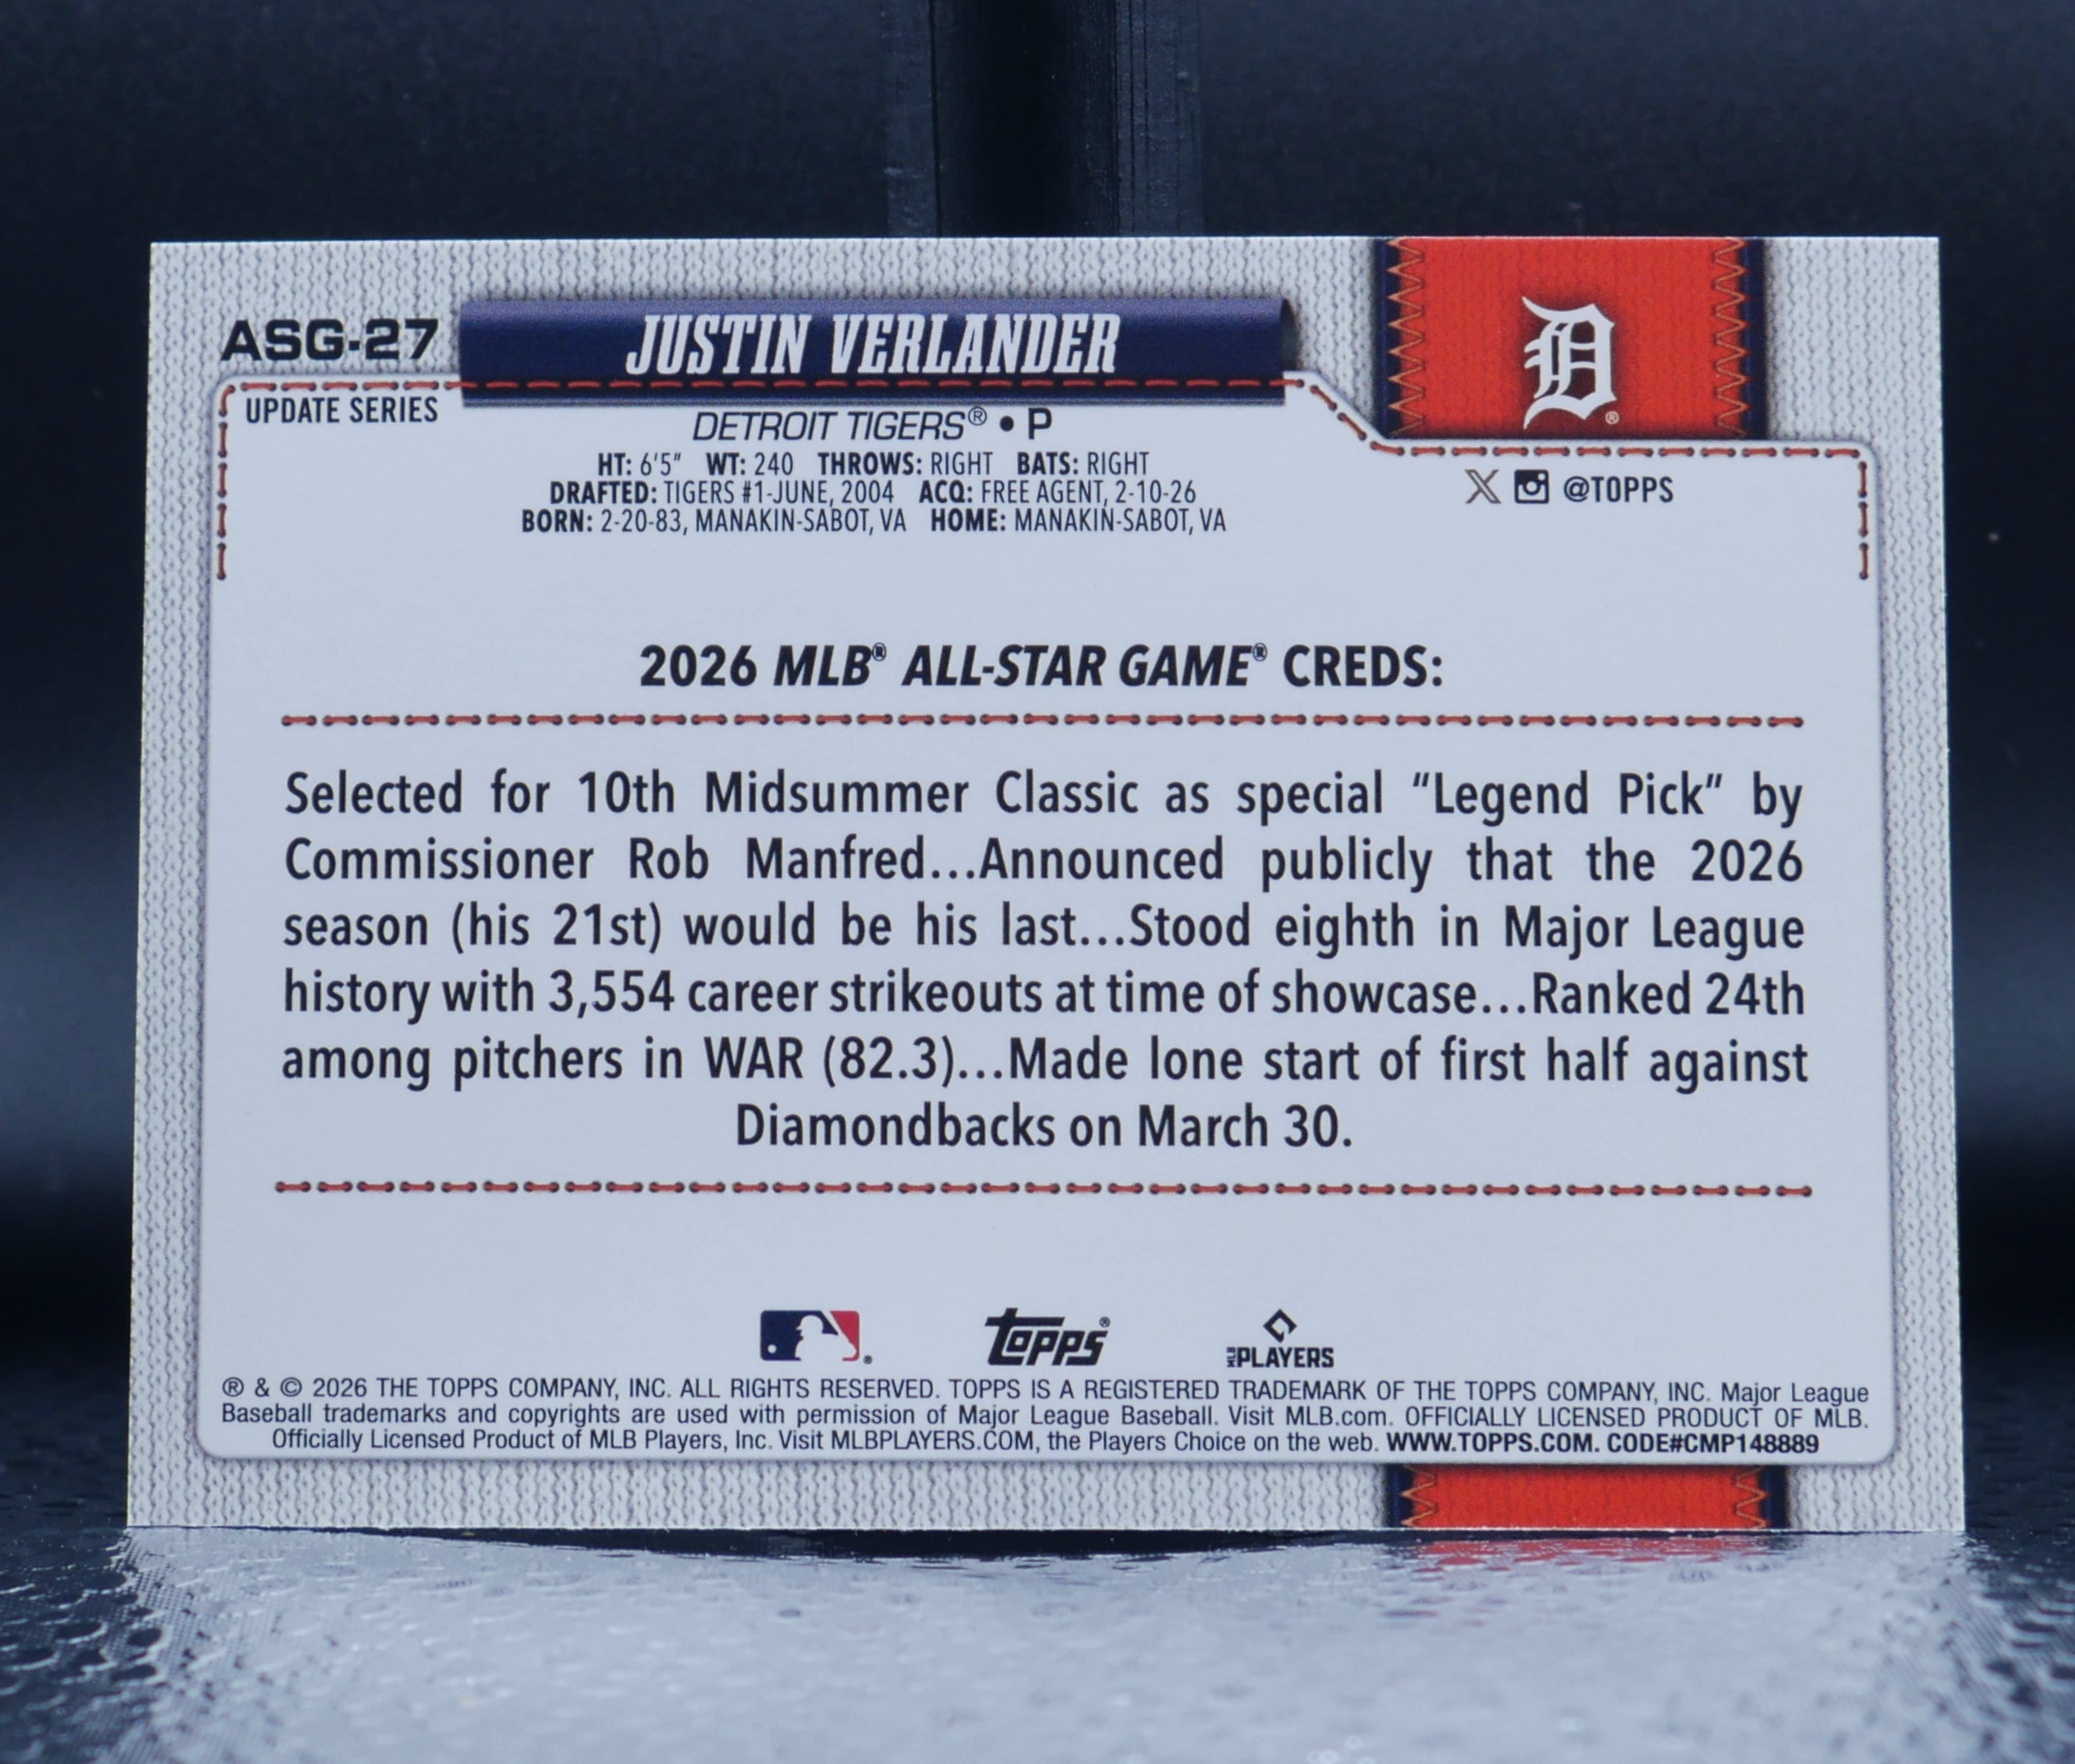 ASG-27
JUSTIN VERLANDER
D®
UPDATE SERIES
DETROIT TIGERS® • P
HT: 6'5" WT: 240 THROWS: RIGHT BATS: RIGHT
DRAFTED: TIGERS #1-JUNE, 2004 ACQ: FREE AGENT, 2-10-26
BORN: 2-20-83, MANAKIN-SABOT, VA HOME: MANAKIN-SABOT, VA
X @TOPPS
2026 MLB® ALL-STAR GAME® CREDS:
Selected for 10th Midsummer Classic as special "Legend Pick" by
Commissioner Rob Manfred...Announced publicly that the 2026
season (his 21st) would be his last...Stood eighth in Major League
history with 3,554 career strikeouts at time of showcase...Ranked 24th
among pitchers in WAR (82.3)...Made lone start of first half against
Diamondbacks on March 30.
topps®
MLB PLAYERS
® & © 2026 THE TOPPS COMPANY, INC. ALL RIGHTS RESERVED. TOPPS IS A REGISTERED TRADEMARK OF THE TOPPS COMPANY, INC. Major League
Baseball trademarks and copyrights are used with permission of Major League Baseball. Visit MLB.com. OFFICIALLY LICENSED PRODUCT OF MLB.
Officially Licensed Product of MLB Players, Inc. Visit MLBPLAYERS.COM, the Players Choice on the web. WWW.TOPPS.COM. CODE#CMP148889